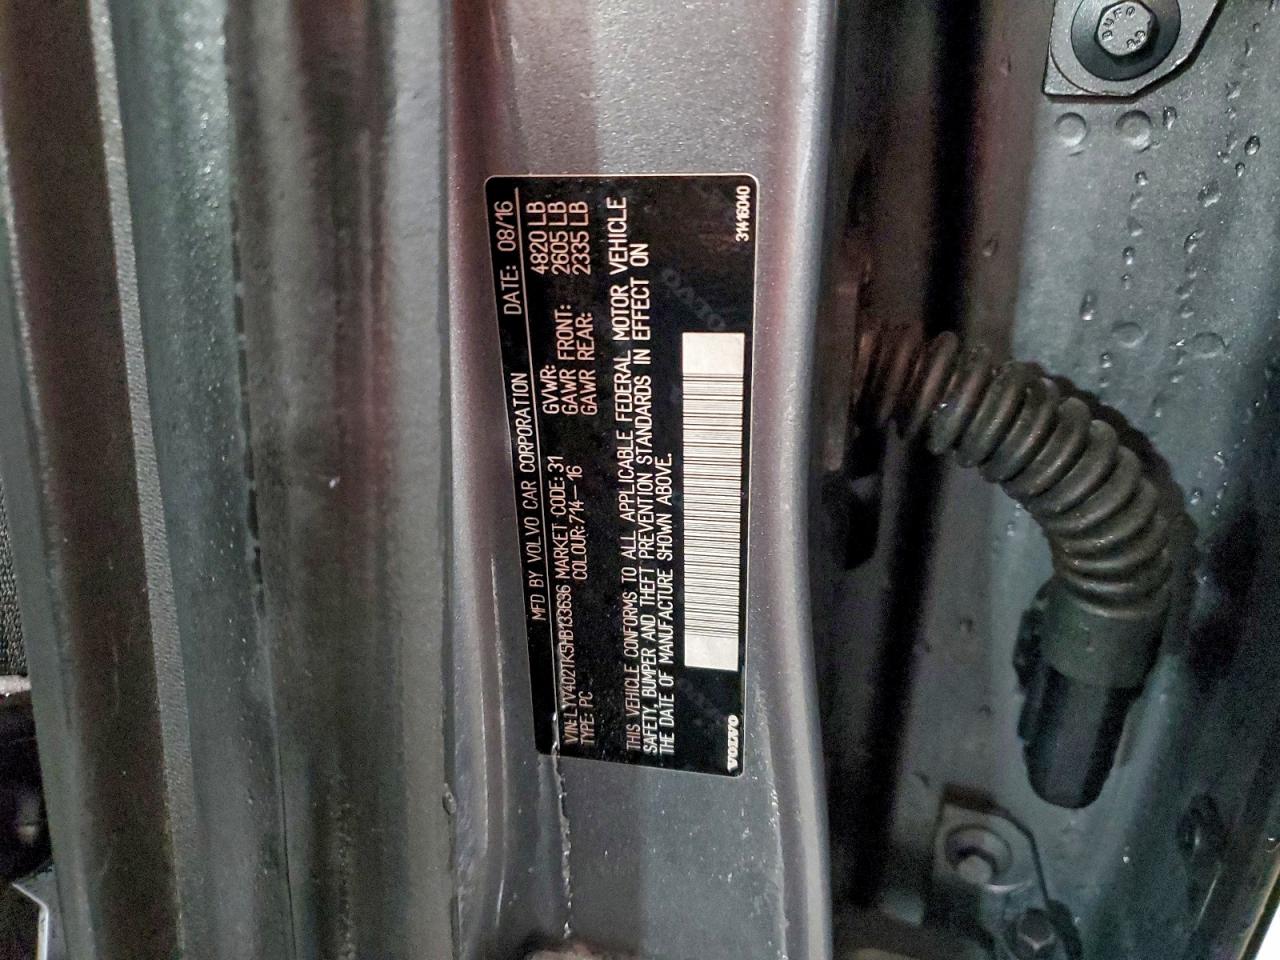 MFD BY VOLVO CAR CORPORATION DATE: 08/16
GVWR: 4820 LB
GAWR FRONT: 2605 LB
GAWR REAR: 2335 LB
VIN: LYV402TK5HB133636 MARKET CODE: 31
TYPE: PC COLOUR: 714-16
THIS VEHICLE CONFORMS TO ALL APPLICABLE FEDERAL MOTOR VEHICLE
SAFETY, BUMPER AND THEFT PREVENTION STANDARDS IN EFFECT ON
THE DATE OF MANUFACTURE SHOWN ABOVE.
VOLVO
31416040